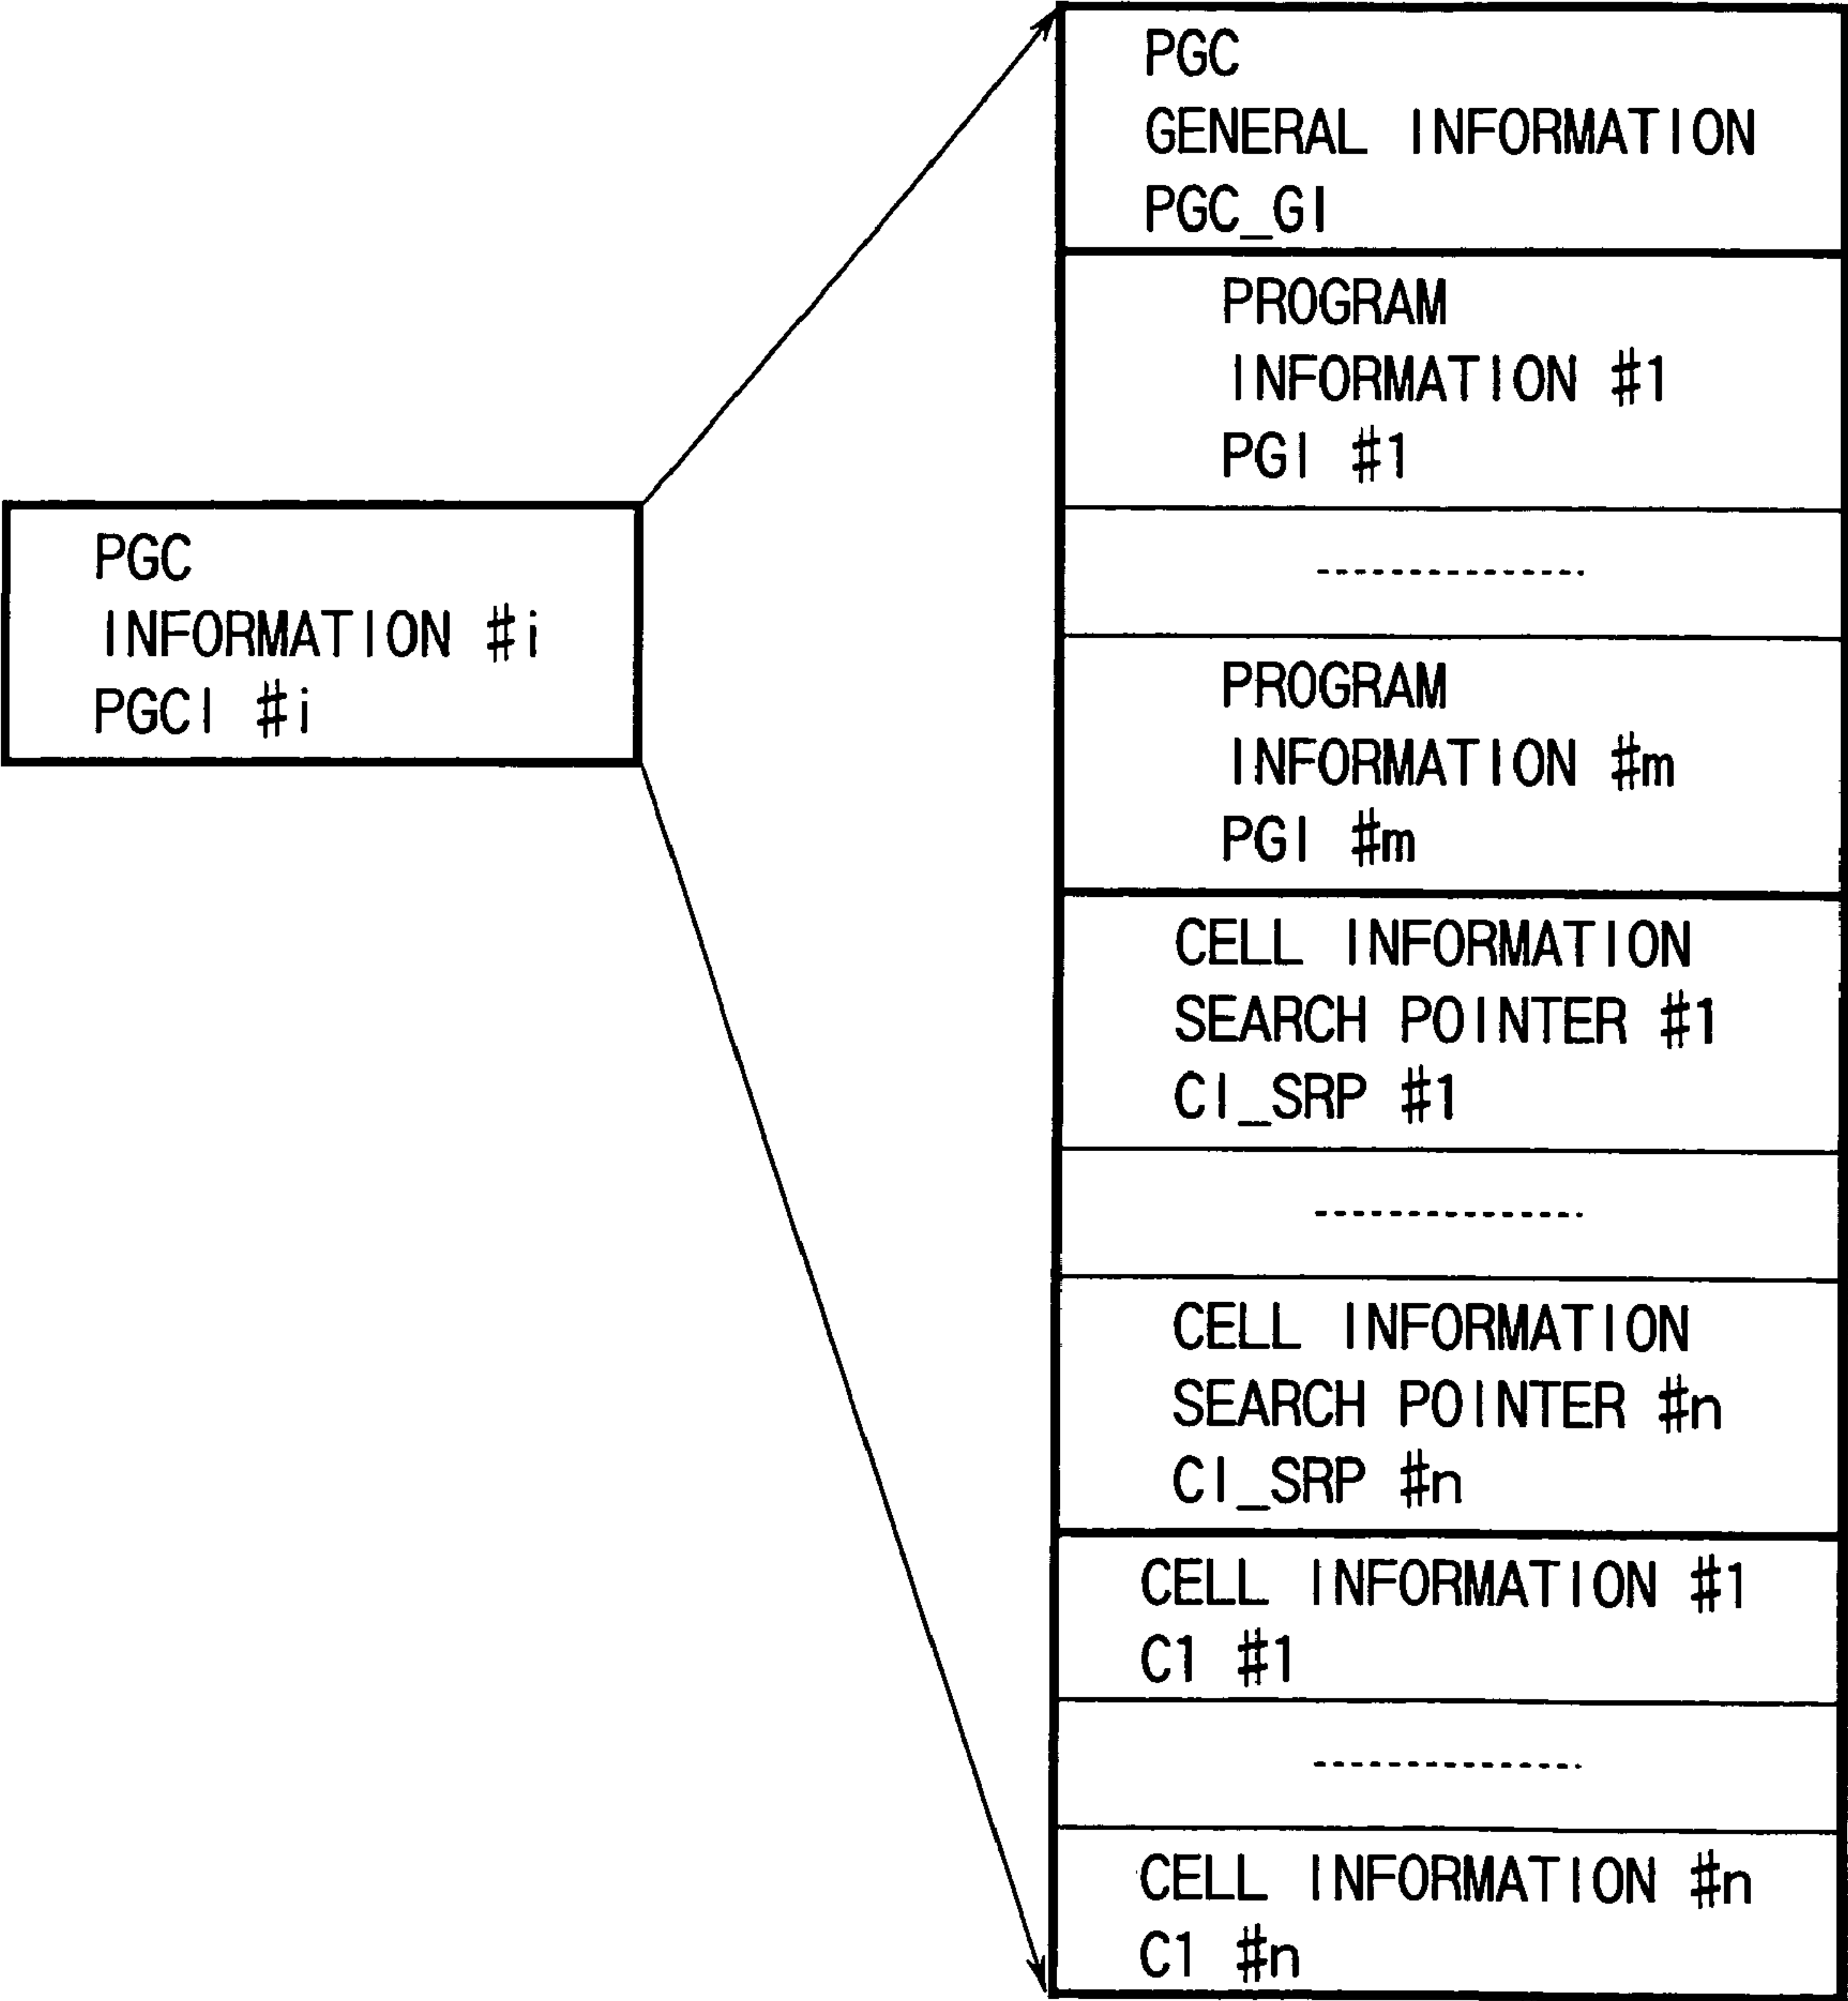 PGC
INFORMATION #i
PGCI #i
PGC
GENERAL INFORMATION
PGC_GI
PROGRAM
INFORMATION #1
PGI #1
PROGRAM
INFORMATION #m
PGI #m
CELL INFORMATION
SEARCH POINTER #1
CI_SRP #1
CELL INFORMATION
SEARCH POINTER #n
CI_SRP #n
CELL INFORMATION #1
C1 #1
CELL INFORMATION #n
C1 #n